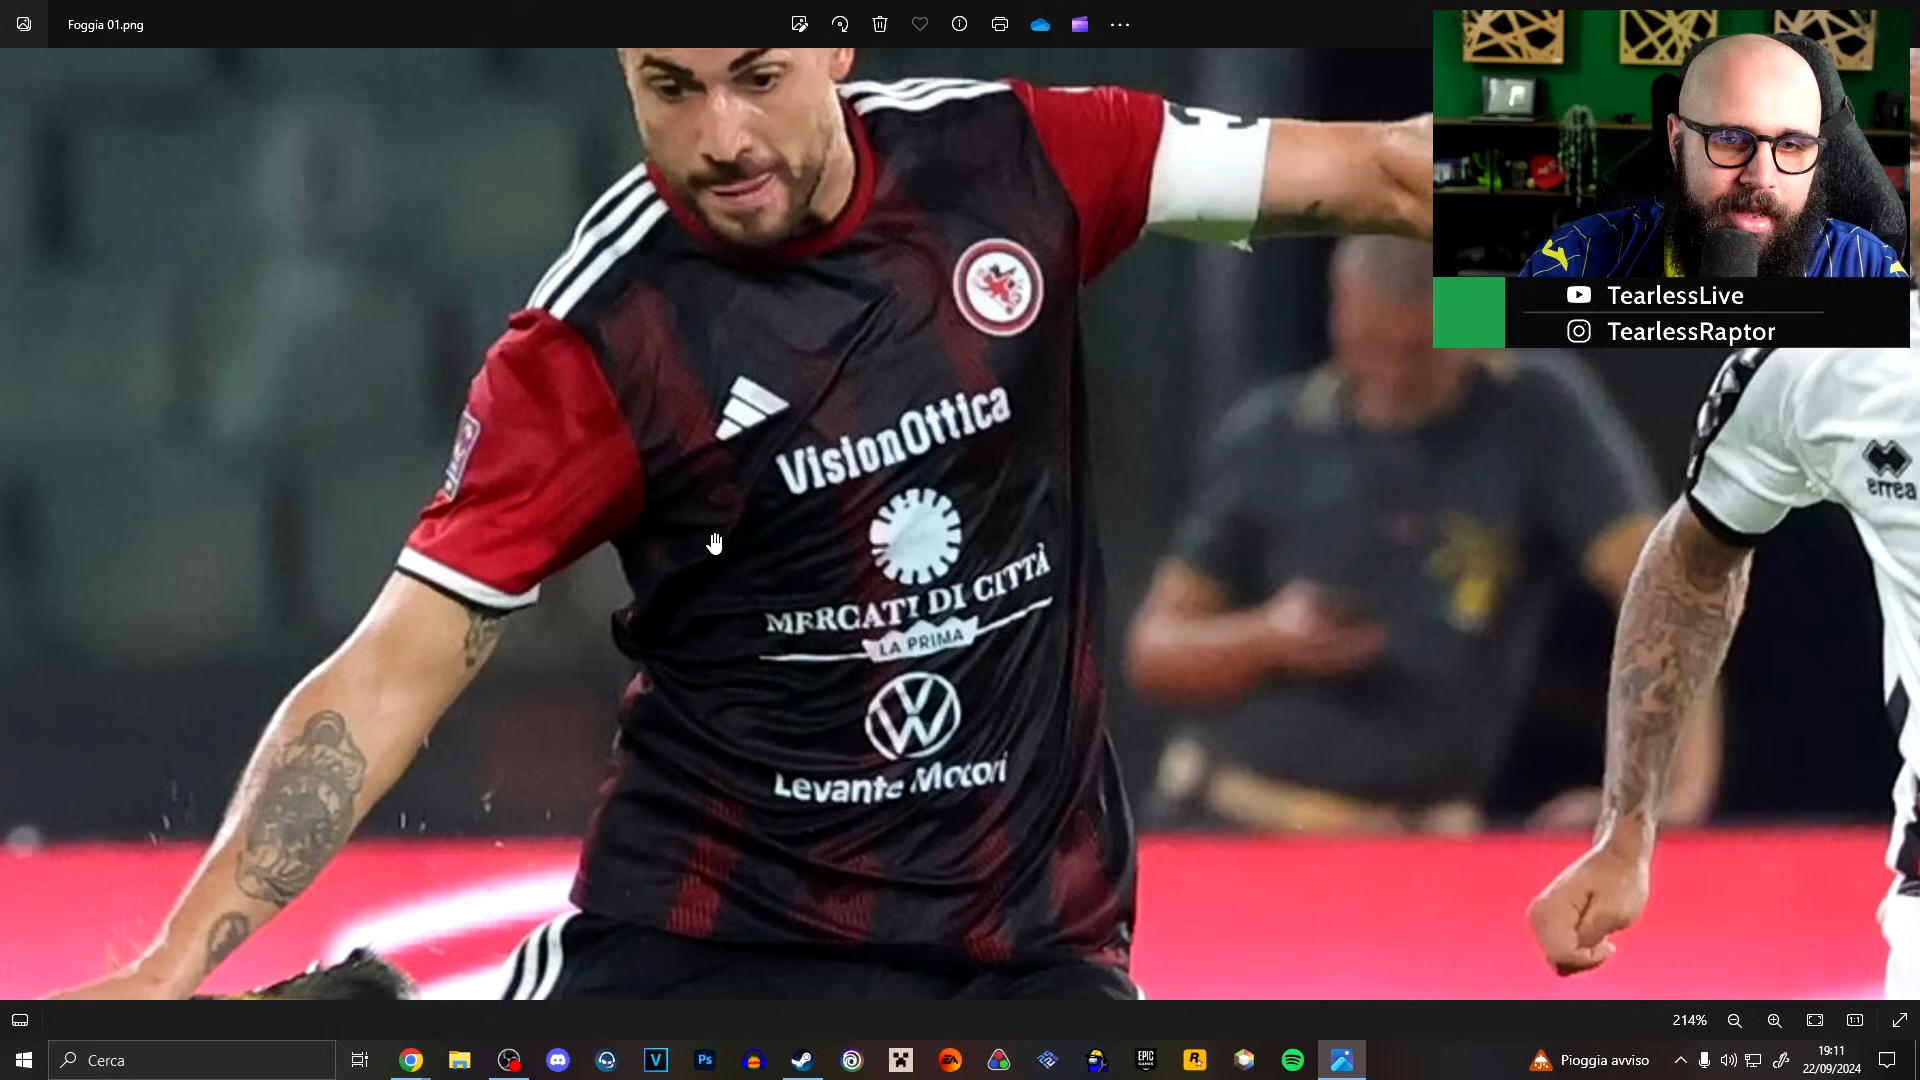 Foggia 01.png
TearlessLive
TearlessRaptor
VisionOttica
MERCATI DI CITTÀ
LA PRIMA
Levante Motori
errea
214%
Cerca
Pioggia avviso
19:11
22/09/2024